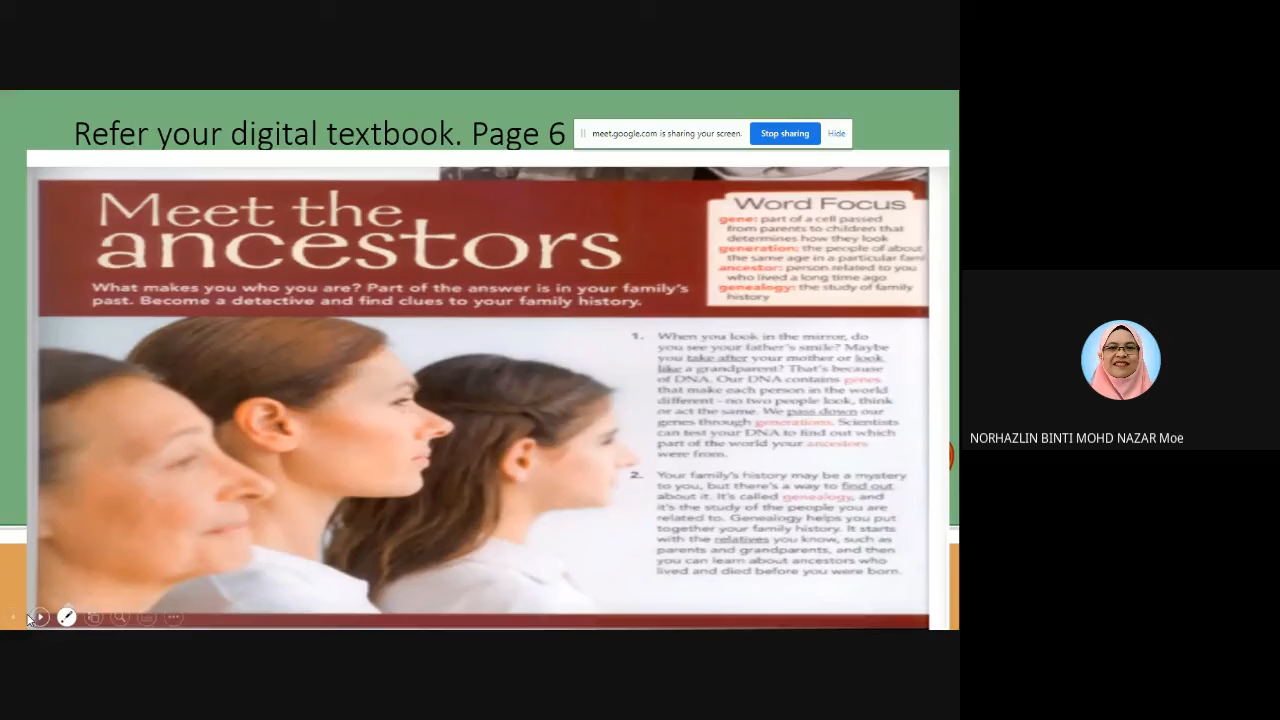 Refer your digital textbook. Page 6
meet.google.com is sharing your screen.
Stop sharing
Hide
Meet the
ancestors
What makes you who you are? Part of the answer is in your family's
past. Become a detective and find clues to your family history.
Word Focus
gene: part of a cell passed
from parents to children that
determines how they look
generation: the people of about
the same age in a particular fami
ancestor: person related to you
who lived a long time ago
genealogy: the study of family
history
1. When you look in the mirror, do
you see your father's smile? Maybe
you take after your mother or look
like a grandparent? That's because
of DNA. Our DNA contains genes
that make each person in the world
different - no two people look, think
or act the same. We pass down our
genes through generations. Scientists
can test your DNA to find out which
part of the world your ancestors
were from.
2. Your family's history may be a mystery
to you, but there's a way to find out
about it. It's called genealogy, and
it's the study of the people you are
related to. Genealogy helps you put
together your family history. It starts
with the relatives you know, such as
parents and grandparents, and then
you can learn about ancestors who
lived and died before you were born.
NORHAZLIN BINTI MOHD NAZAR Moe